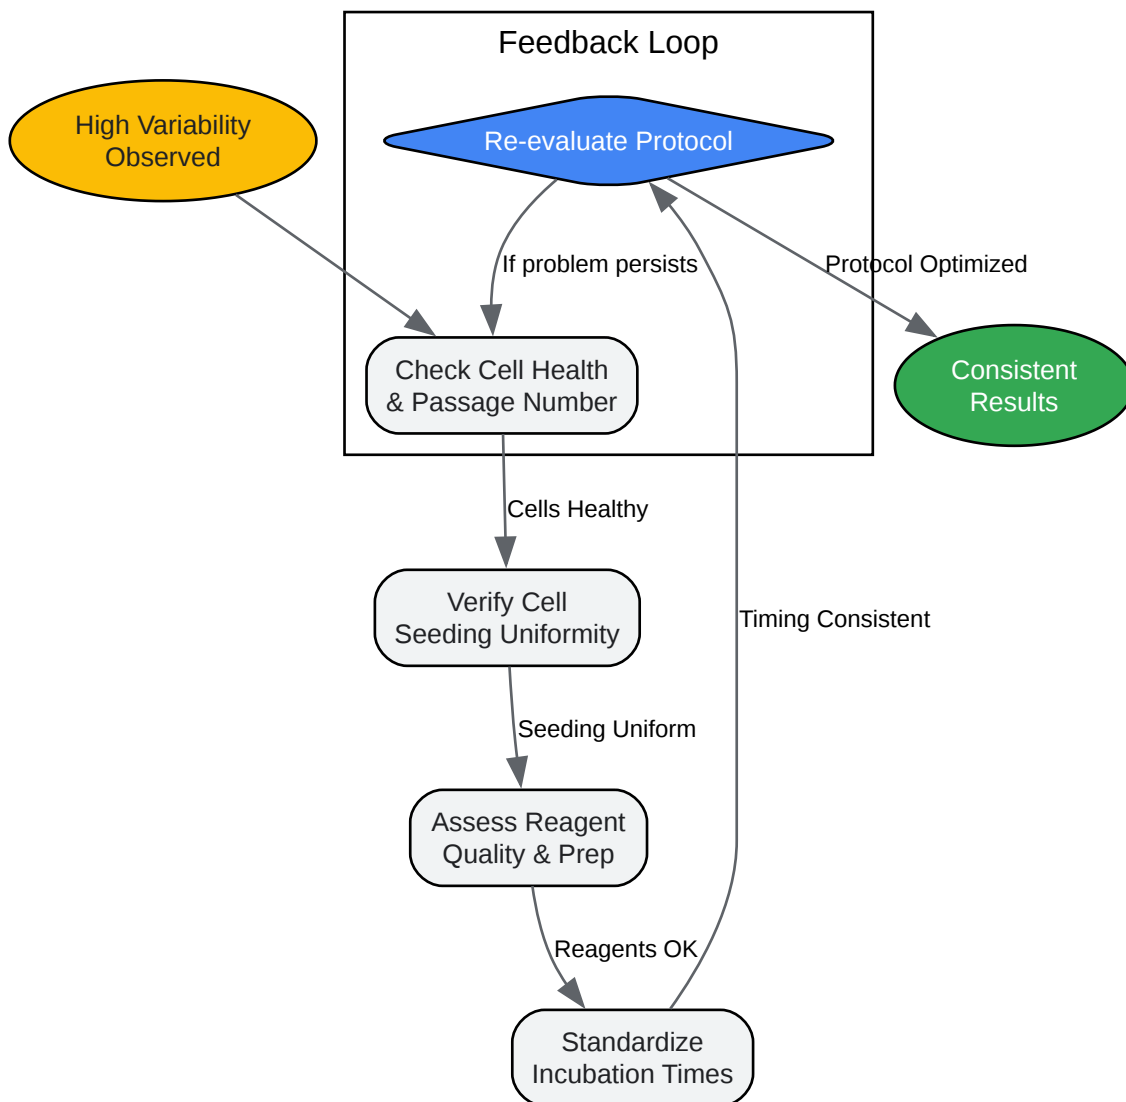 Feedback Loop
High Variability
Observed
Re-evaluate Protocol
If problem persists
Protocol Optimized
Check Cell Health
& Passage Number
Consistent
Results
Cells Healthy
Verify Cell
Seeding Uniformity
Timing Consistent
Seeding Uniform
Assess Reagent
Quality & Prep
Reagents OK
Standardize
Incubation Times